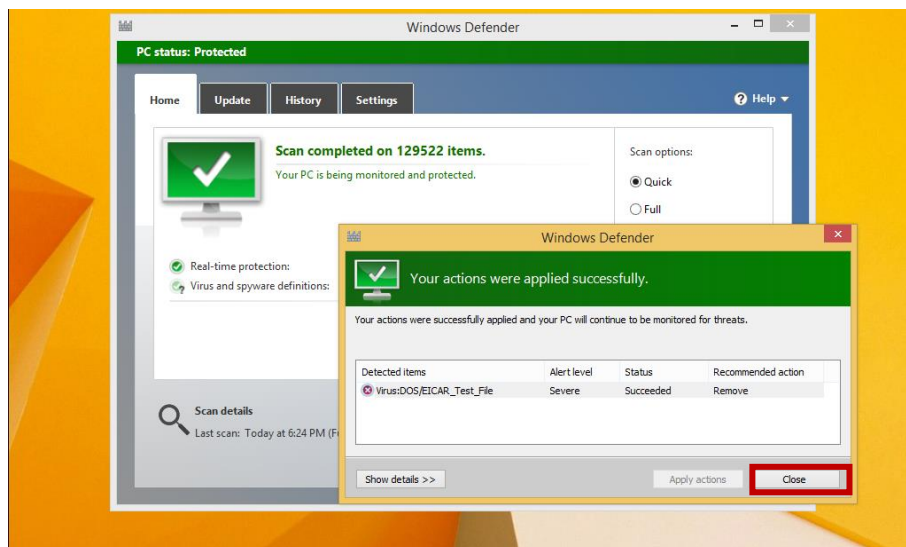 Windows Defender
PC status: Protected
Home Update History Settings Help
Scan completed on 129522 items.
Your PC is being monitored and protected.
Scan options:
Quick
Full
Real-time protection:
Virus and spyware definitions:
Scan details
Last scan: Today at 6:24 PM
Windows Defender
Your actions were applied successfully.
Your actions were successfully applied and your PC will continue to be monitored for threats.
Detected items Alert level Status Recommended action
Virus:DOS/EICAR_Test_File Severe Succeeded Remove
Show details >> Apply actions Close